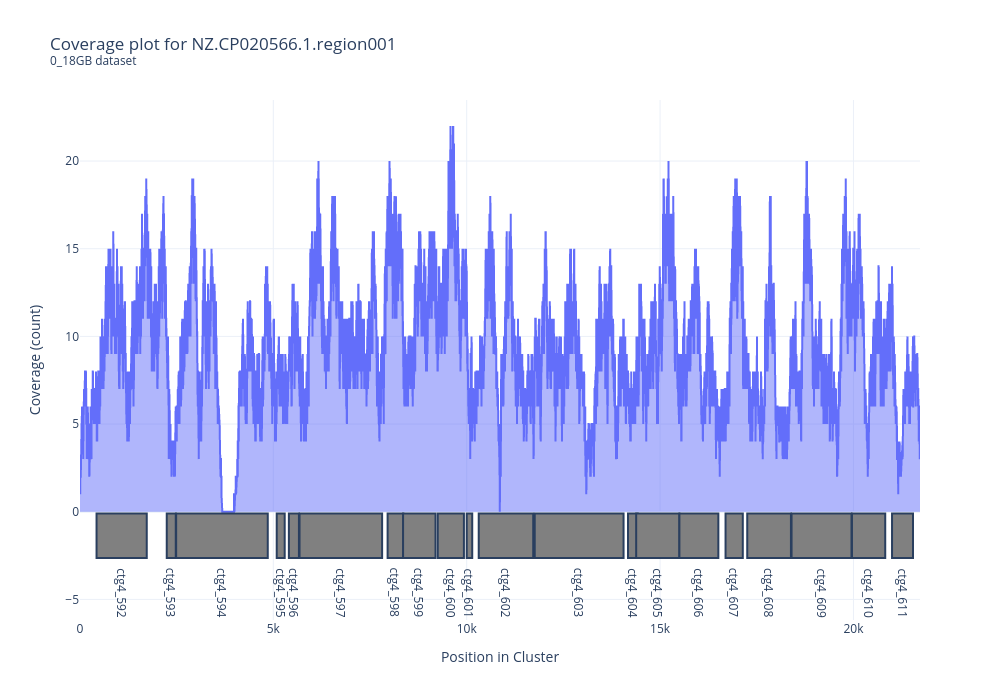 Coverage plot for NZ.CP020566.1.region001
0_18GB dataset
Coverage (count)
20
15
10
5
0
−5
ctg4_592
ctg4_593
ctg4_594
ctg4_595
ctg4_596
ctg4_597
ctg4_598
ctg4_599
ctg4_600
ctg4_601
ctg4_602
ctg4_603
ctg4_604
ctg4_605
ctg4_606
ctg4_607
ctg4_608
ctg4_609
ctg4_610
ctg4_611
0
5k
10k
15k
20k
Position in Cluster